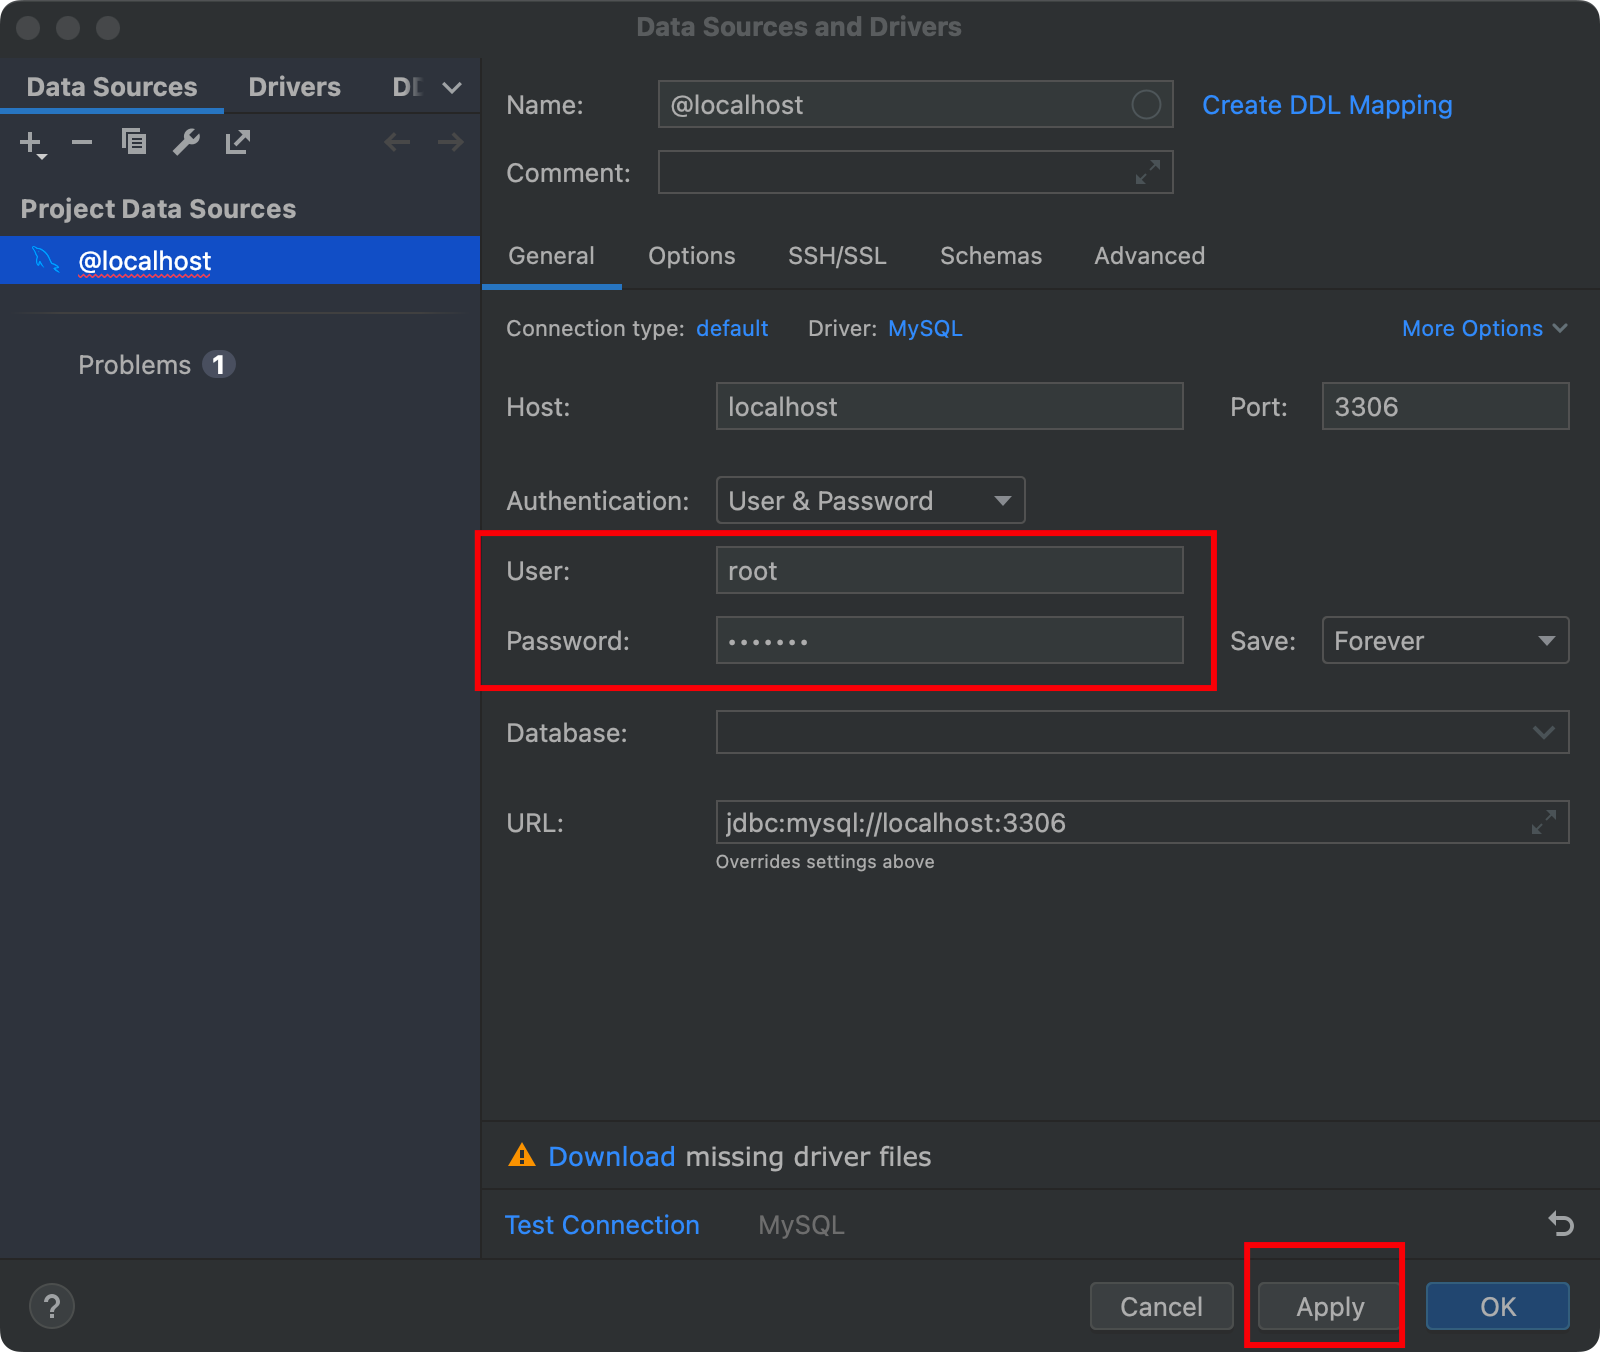 Data Sources and Drivers
Data Sources Drivers
Name: @localhost Create DDL Mapping
Comment:
Project Data Sources
@localhost
Problems 1
General Options SSH/SSL Schemas Advanced
Connection type: default Driver: MySQL More Options
Host: localhost Port: 3306
Authentication: User & Password
User: root
Password: ••••••• Save: Forever
Database:
URL: jdbc:mysql://localhost:3306
Overrides settings above
Download missing driver files
Test Connection MySQL
? Cancel Apply OK